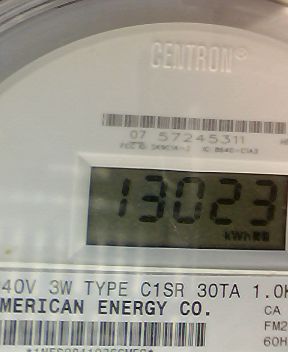 CENTRON®
07 57245311
13023
kWh
40V 3W TYPE C1SR 30TA 1.0K
MERICAN ENERGY CO.
CA
FM2
60H